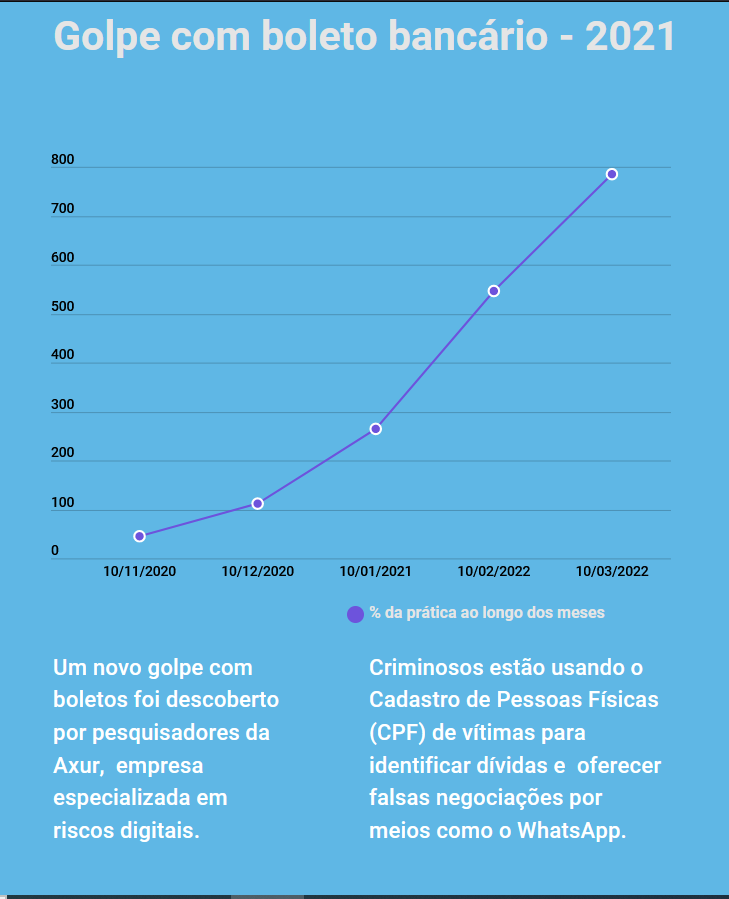 Golpe com boleto bancário - 2021
800
700
600
500
400
300
200
100
0
10/11/2020 10/12/2020 10/01/2021 10/02/2022 10/03/2022
% da prática ao longo dos meses
Um novo golpe com
boletos foi descoberto
por pesquisadores da
Axur, empresa
especializada em
riscos digitais.
Criminosos estão usando o
Cadastro de Pessoas Físicas
(CPF) de vítimas para
identificar dívidas e oferecer
falsas negociações por
meios como o WhatsApp.